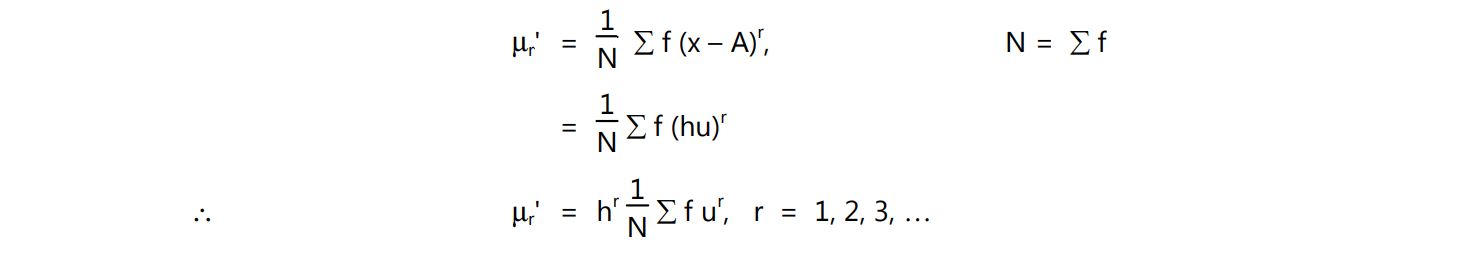 μᵣ' = 1/N ∑ f (x – A)ʳ, N = ∑ f
= 1/N ∑ f (hu)ʳ
∴ μᵣ' = hʳ 1/N ∑ f uʳ, r = 1, 2, 3, …